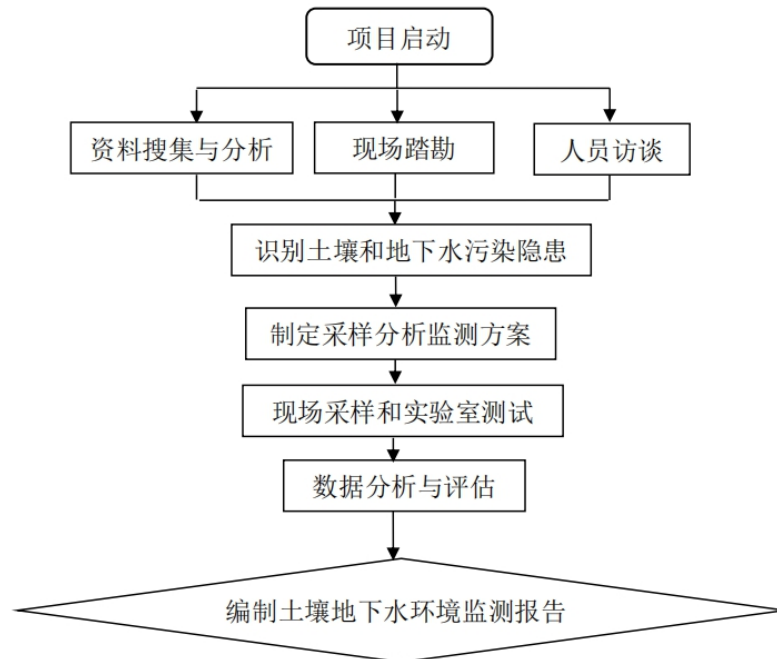 项目启动
资料搜集与分析
现场踏勘
人员访谈
识别土壤和地下水污染隐患
制定采样分析监测方案
现场采样和实验室测试
数据分析与评估
编制土壤地下水环境监测报告